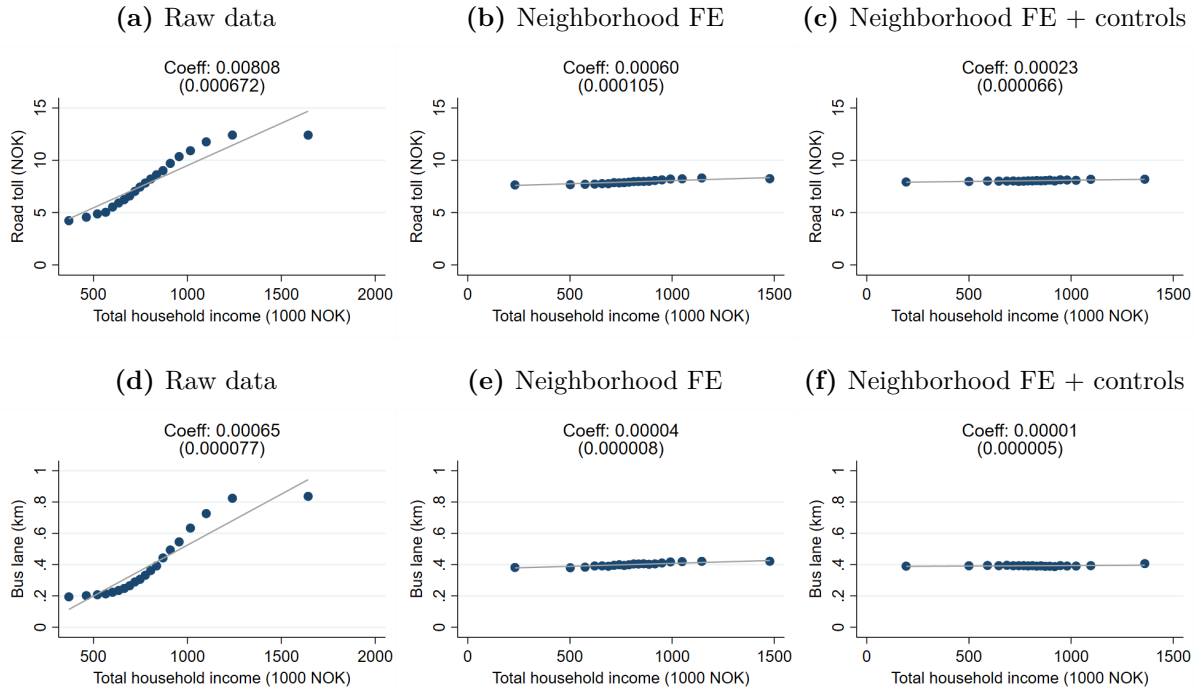 (a) Raw data
(b) Neighborhood FE
(c) Neighborhood FE + controls
Coeff: 0.00808
(0.000672)
Coeff: 0.00060
(0.000105)
Coeff: 0.00023
(0.000066)
Road toll (NOK)
15
10
5
0
500 1000 1500 2000
Total household income (1000 NOK)
Road toll (NOK)
15
10
5
0
0 500 1000 1500
Total household income (1000 NOK)
Road toll (NOK)
15
10
5
0
0 500 1000 1500
Total household income (1000 NOK)
(d) Raw data
(e) Neighborhood FE
(f) Neighborhood FE + controls
Coeff: 0.00065
(0.000077)
Coeff: 0.00004
(0.000008)
Coeff: 0.00001
(0.000005)
Bus lane (km)
1
.8
.6
.4
.2
0
500 1000 1500 2000
Total household income (1000 NOK)
Bus lane (km)
1
.8
.6
.4
.2
0
0 500 1000 1500
Total household income (1000 NOK)
Bus lane (km)
1
.8
.6
.4
.2
0
0 500 1000 1500
Total household income (1000 NOK)